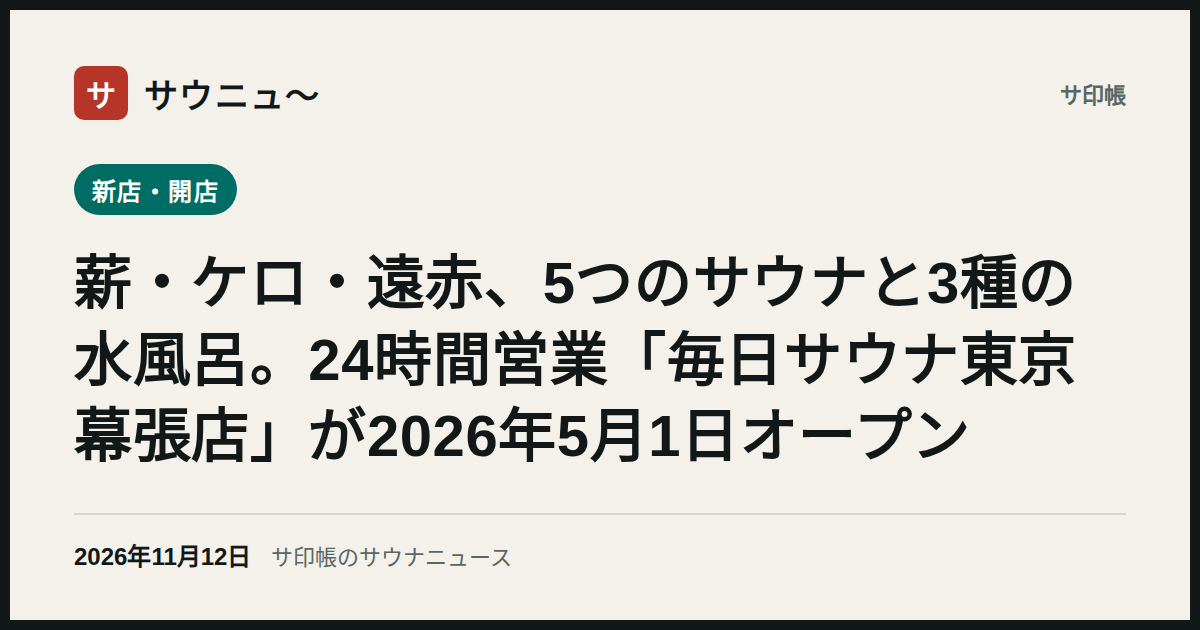 サ サウニュ〜 サ印帳
新店・開店
薪・ケロ・遠赤、5つのサウナと3種の
水風呂。24時間営業「毎日サウナ東京
幕張店」が2026年5月1日オープン
2026年11月12日 サ印帳のサウナニュース